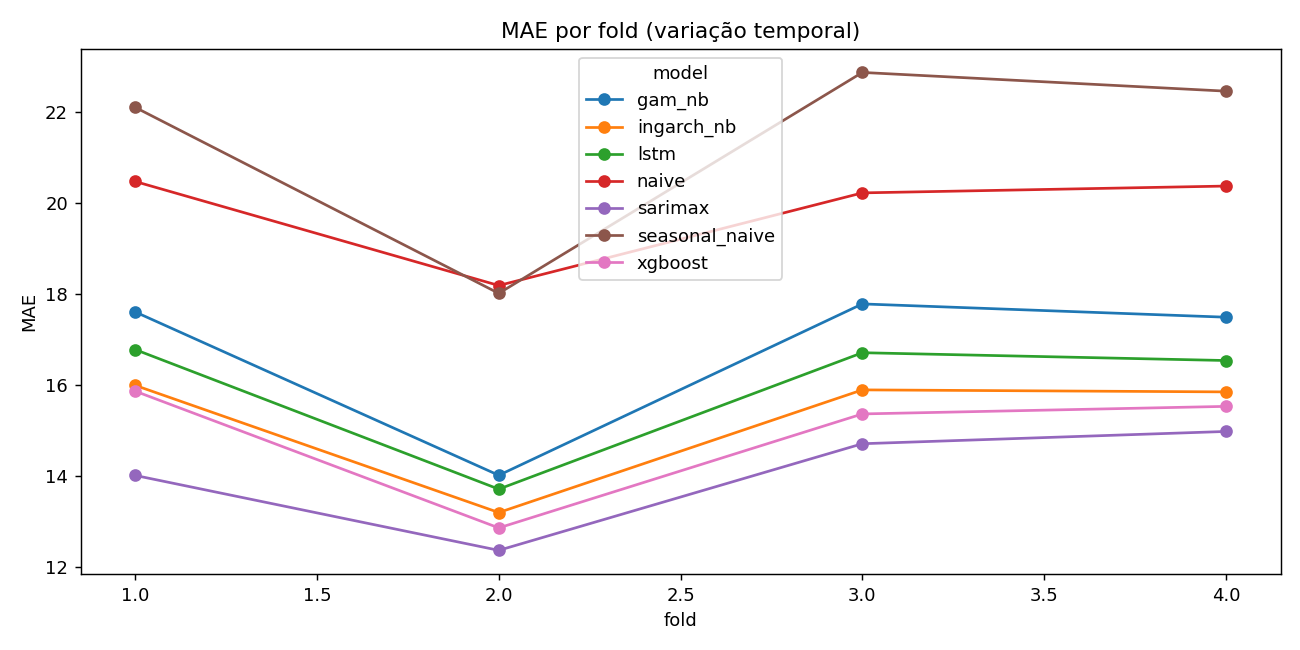 MAE por fold (variação temporal)
model
gam_nb
ingarch_nb
lstm
naive
sarimax
seasonal_naive
xgboost
MAE
22
20
18
16
14
12
1.0 1.5 2.0 2.5 3.0 3.5 4.0
fold